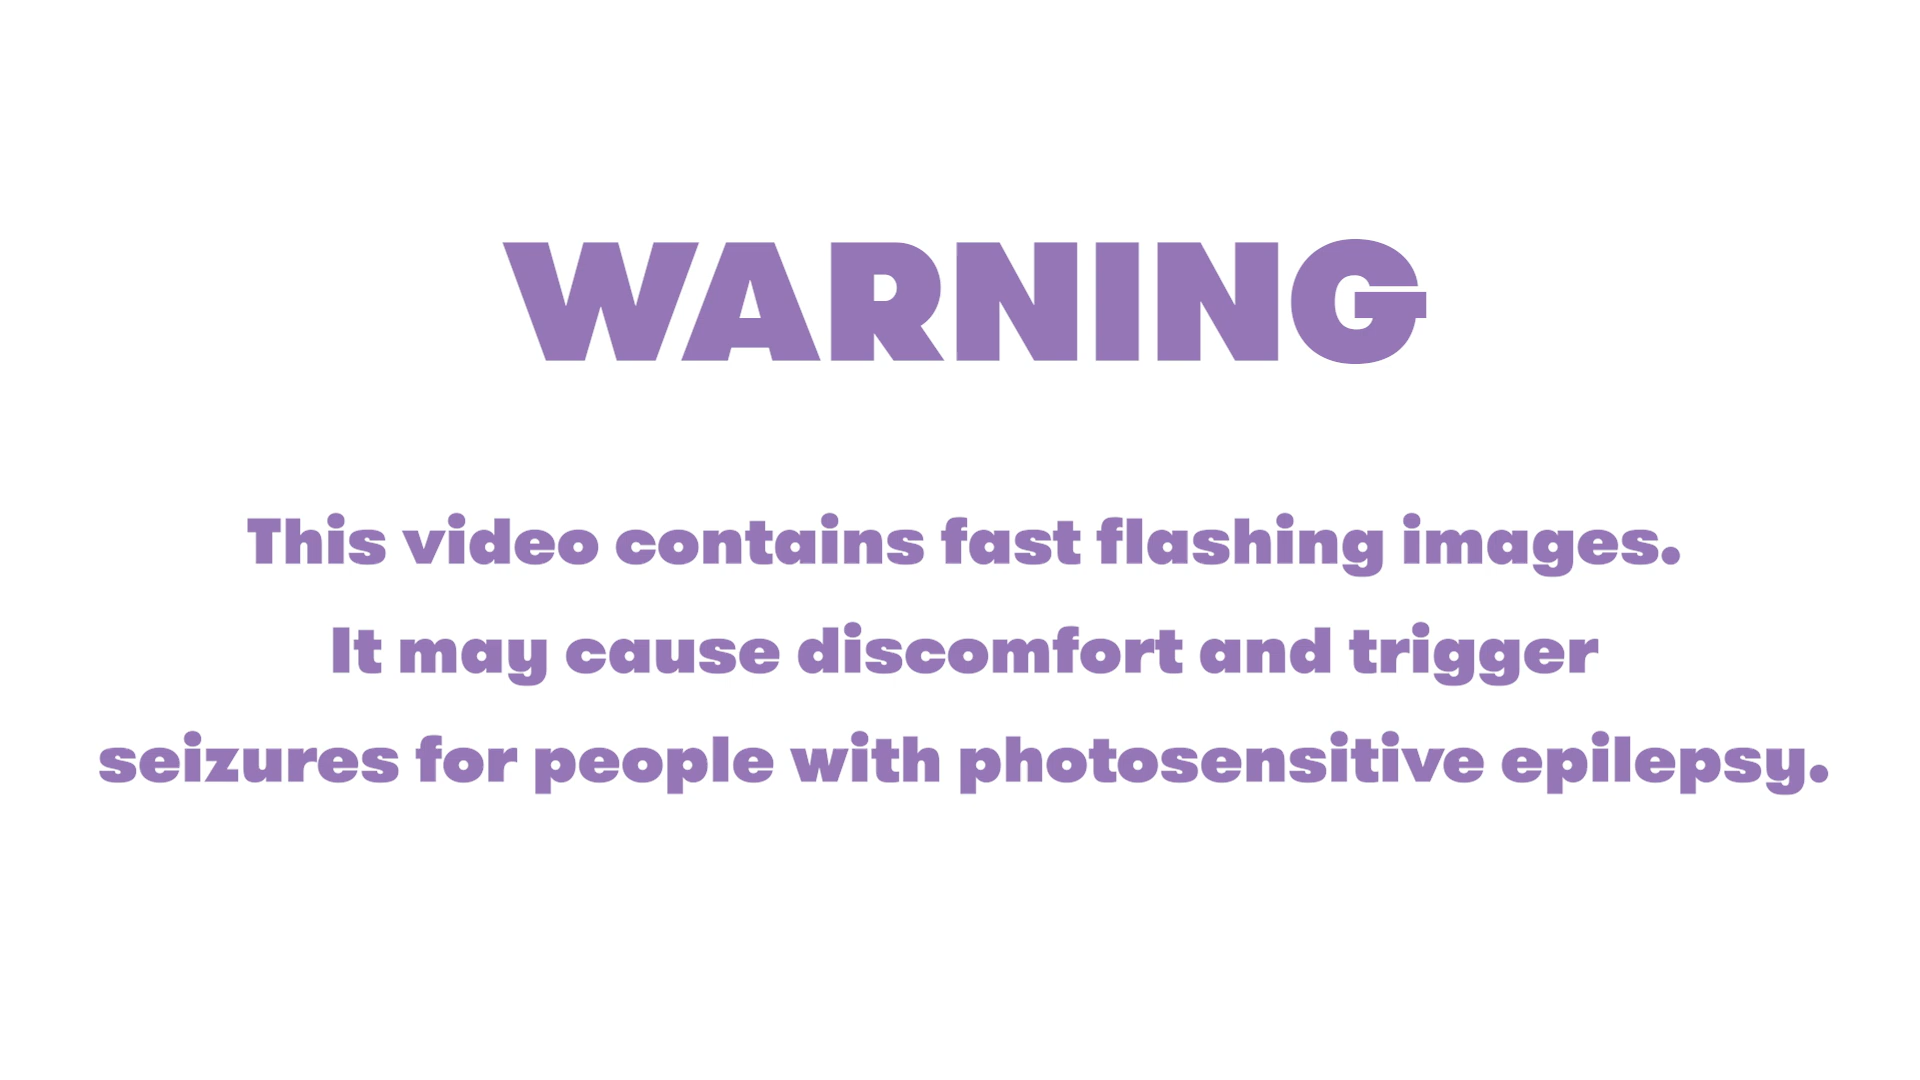 WARNING
This video contains fast flashing images.
It may cause discomfort and trigger
seizures for people with photosensitive epilepsy.